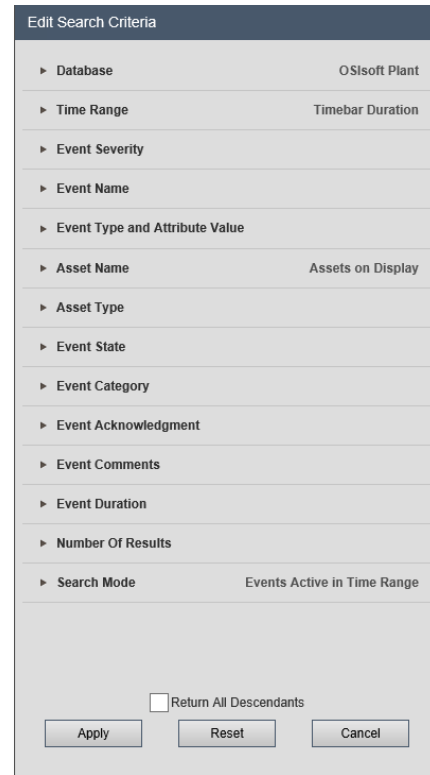 Edit Search Criteria
Database OSIsoft Plant
Time Range Timebar Duration
Event Severity
Event Name
Event Type and Attribute Value
Asset Name Assets on Display
Asset Type
Event State
Event Category
Event Acknowledgment
Event Comments
Event Duration
Number Of Results
Search Mode Events Active in Time Range
Return All Descendants
Apply Reset Cancel